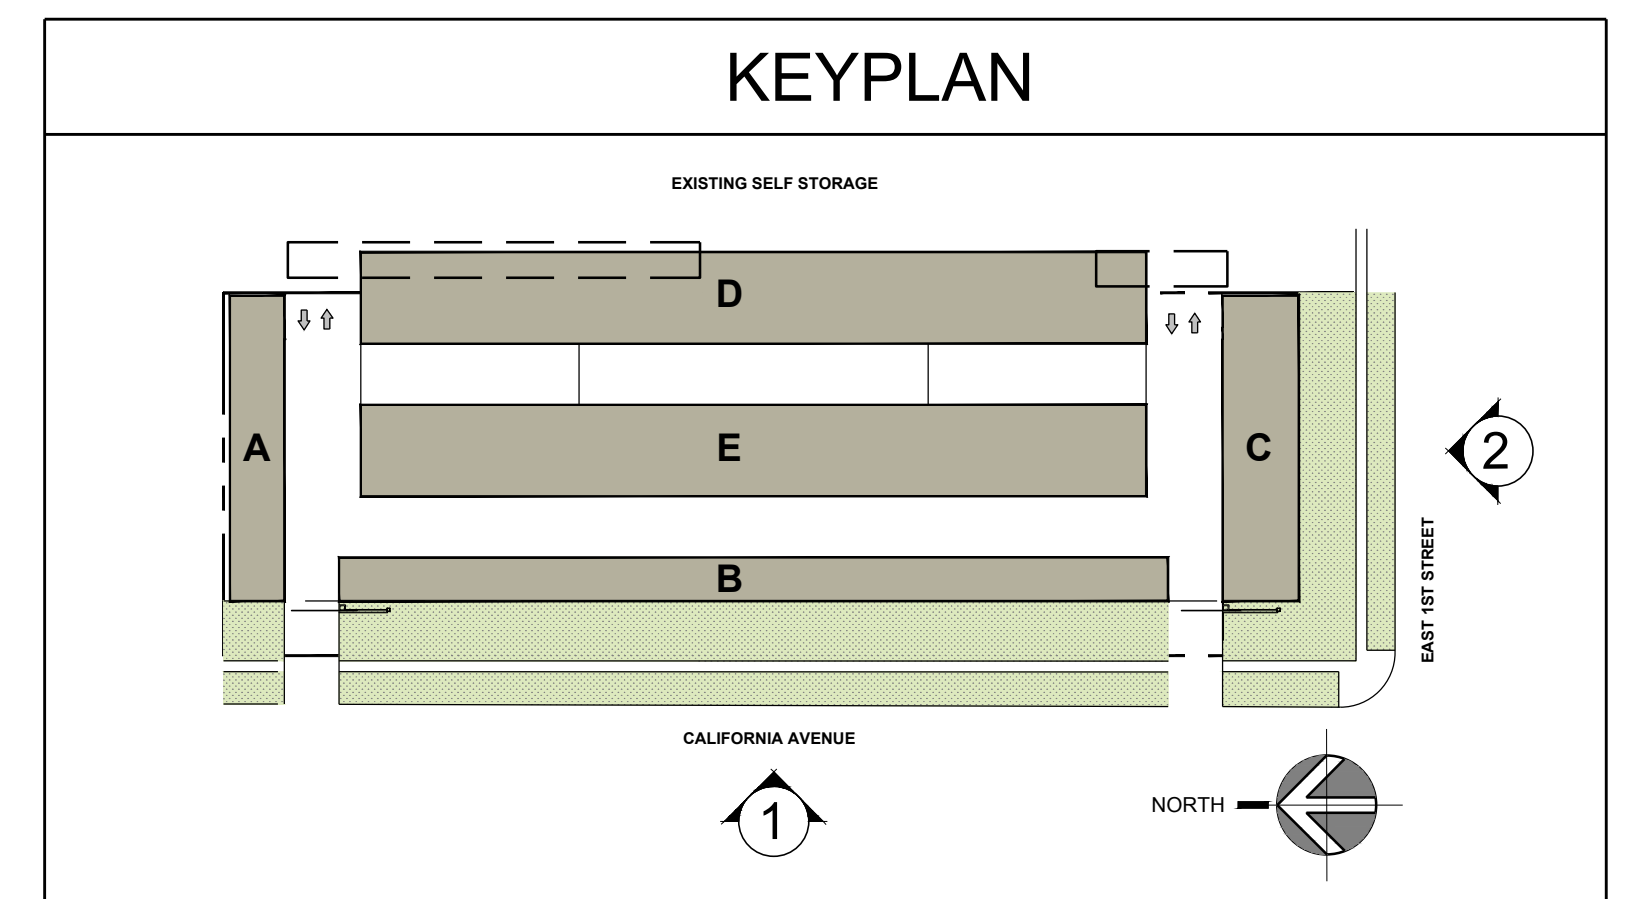 KEYPLAN
EXISTING SELF STORAGE
D
A
E
C
2
B
EAST 1ST STREET
CALIFORNIA AVENUE
1
NORTH